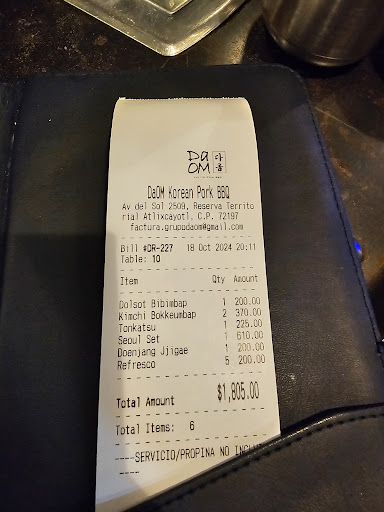 Da 다
OM 옴
DaOM Korean Pork BBQ
Av del Sol 2509, Reserva Territo
rial Atlixcayotl, C.P. 72197
factura.grupodaom@gmail.com
Bill #DR-227 18 Oct 2024 20:11
Table: 10
Item Qty Amount
Dolsot Bibimbap 1 200.00
Kimchi Bokkeumbap 2 370.00
Tonkatsu 1 225.00
Seoul Set 1 610.00
Doenjang Jjigae 1 200.00
Refresco 5 200.00
Total Amount $1,805.00
Total Items: 6
----SERVICIO/PROPINA NO INCLU
----